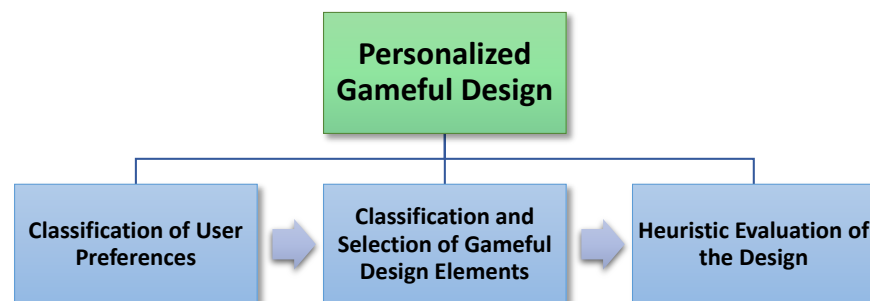 Personalized
Gameful Design
Classification of User
Preferences
Classification and
Selection of Gameful
Design Elements
Heuristic Evaluation of
the Design